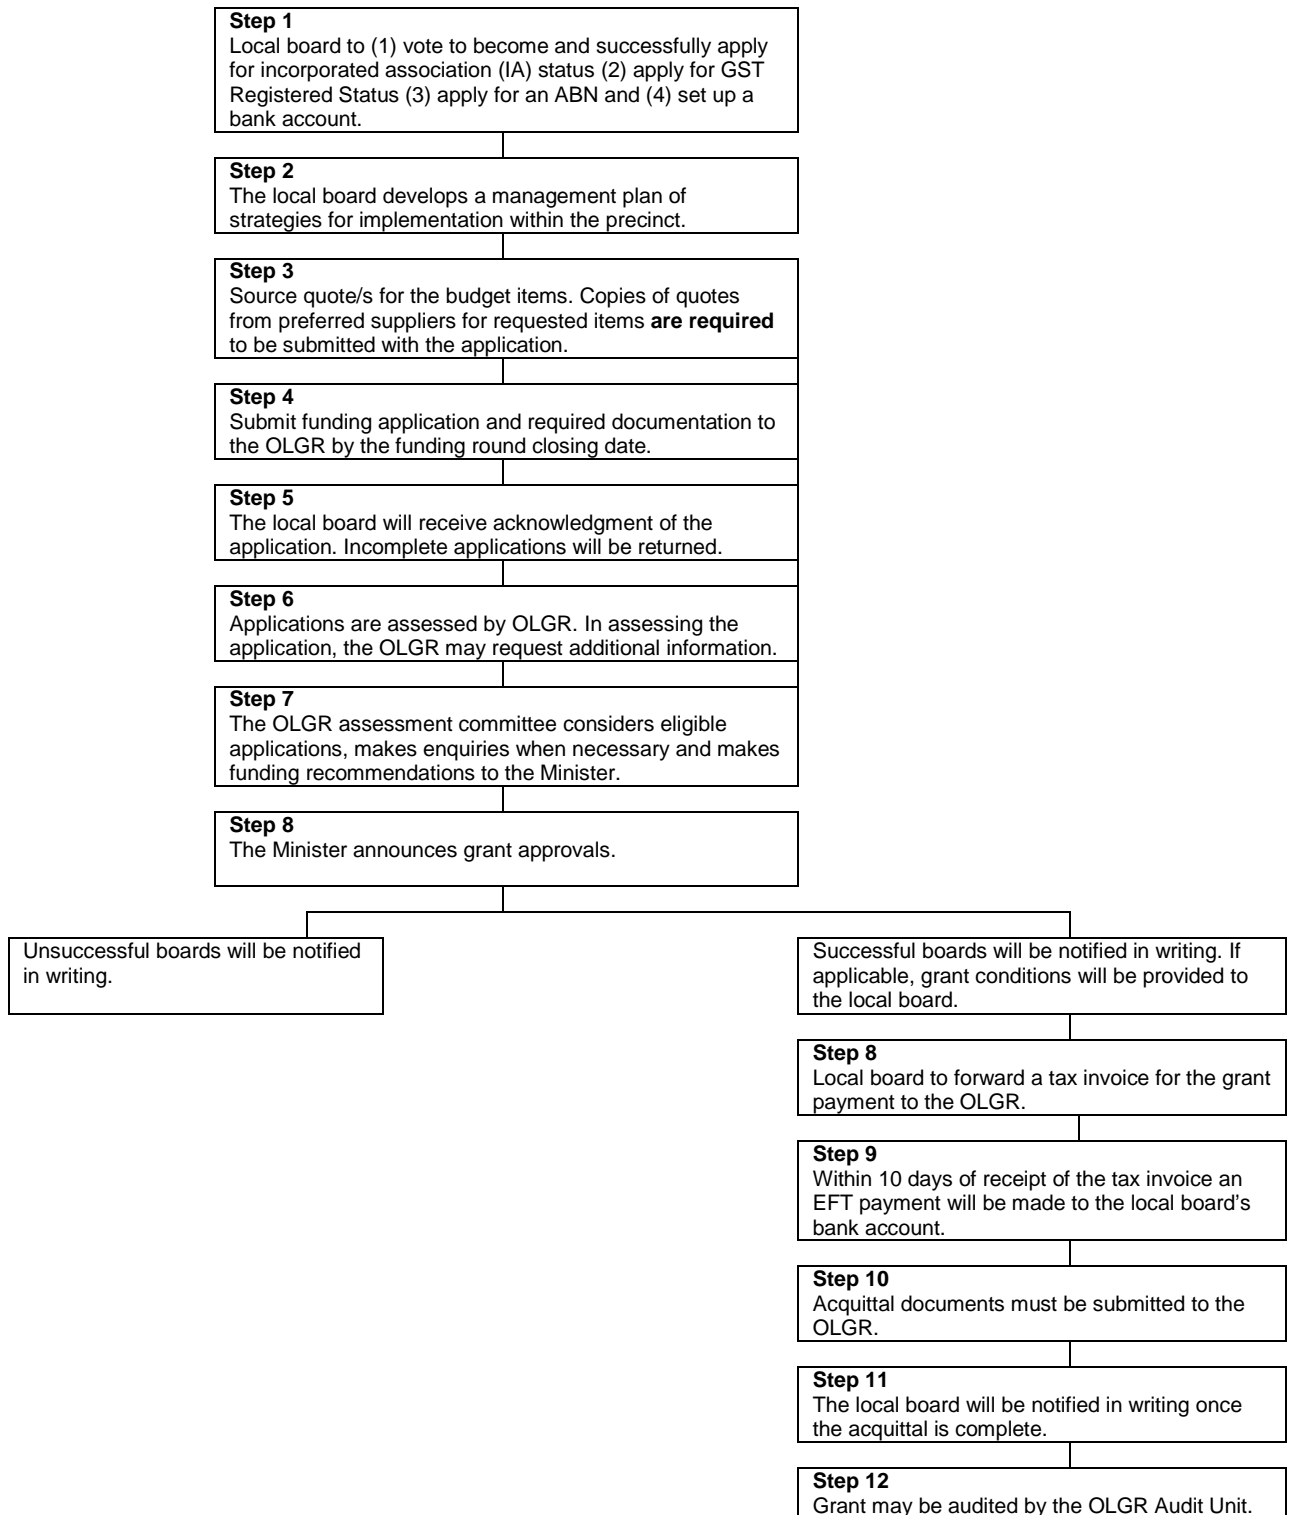 Step 1
Local board to (1) vote to become and successfully apply
for incorporated association (IA) status (2) apply for GST
Registered Status (3) apply for an ABN and (4) set up a
bank account.
Step 2
The local board develops a management plan of
strategies for implementation within the precinct.
Step 3
Source quote/s for the budget items. Copies of quotes
from preferred suppliers for requested items are required
to be submitted with the application.
Step 4
Submit funding application and required documentation to
the OLGR by the funding round closing date.
Step 5
The local board will receive acknowledgment of the
application. Incomplete applications will be returned.
Step 6
Applications are assessed by OLGR. In assessing the
application, the OLGR may request additional information.
Step 7
The OLGR assessment committee considers eligible
applications, makes enquiries when necessary and makes
funding recommendations to the Minister.
Step 8
The Minister announces grant approvals.
Unsuccessful boards will be notified
in writing.
Successful boards will be notified in writing. If
applicable, grant conditions will be provided to
the local board.
Step 8
Local board to forward a tax invoice for the grant
payment to the OLGR.
Step 9
Within 10 days of receipt of the tax invoice an
EFT payment will be made to the local board’s
bank account.
Step 10
Acquittal documents must be submitted to the
OLGR.
Step 11
The local board will be notified in writing once
the acquittal is complete.
Step 12
Grant may be audited by the OLGR Audit Unit.